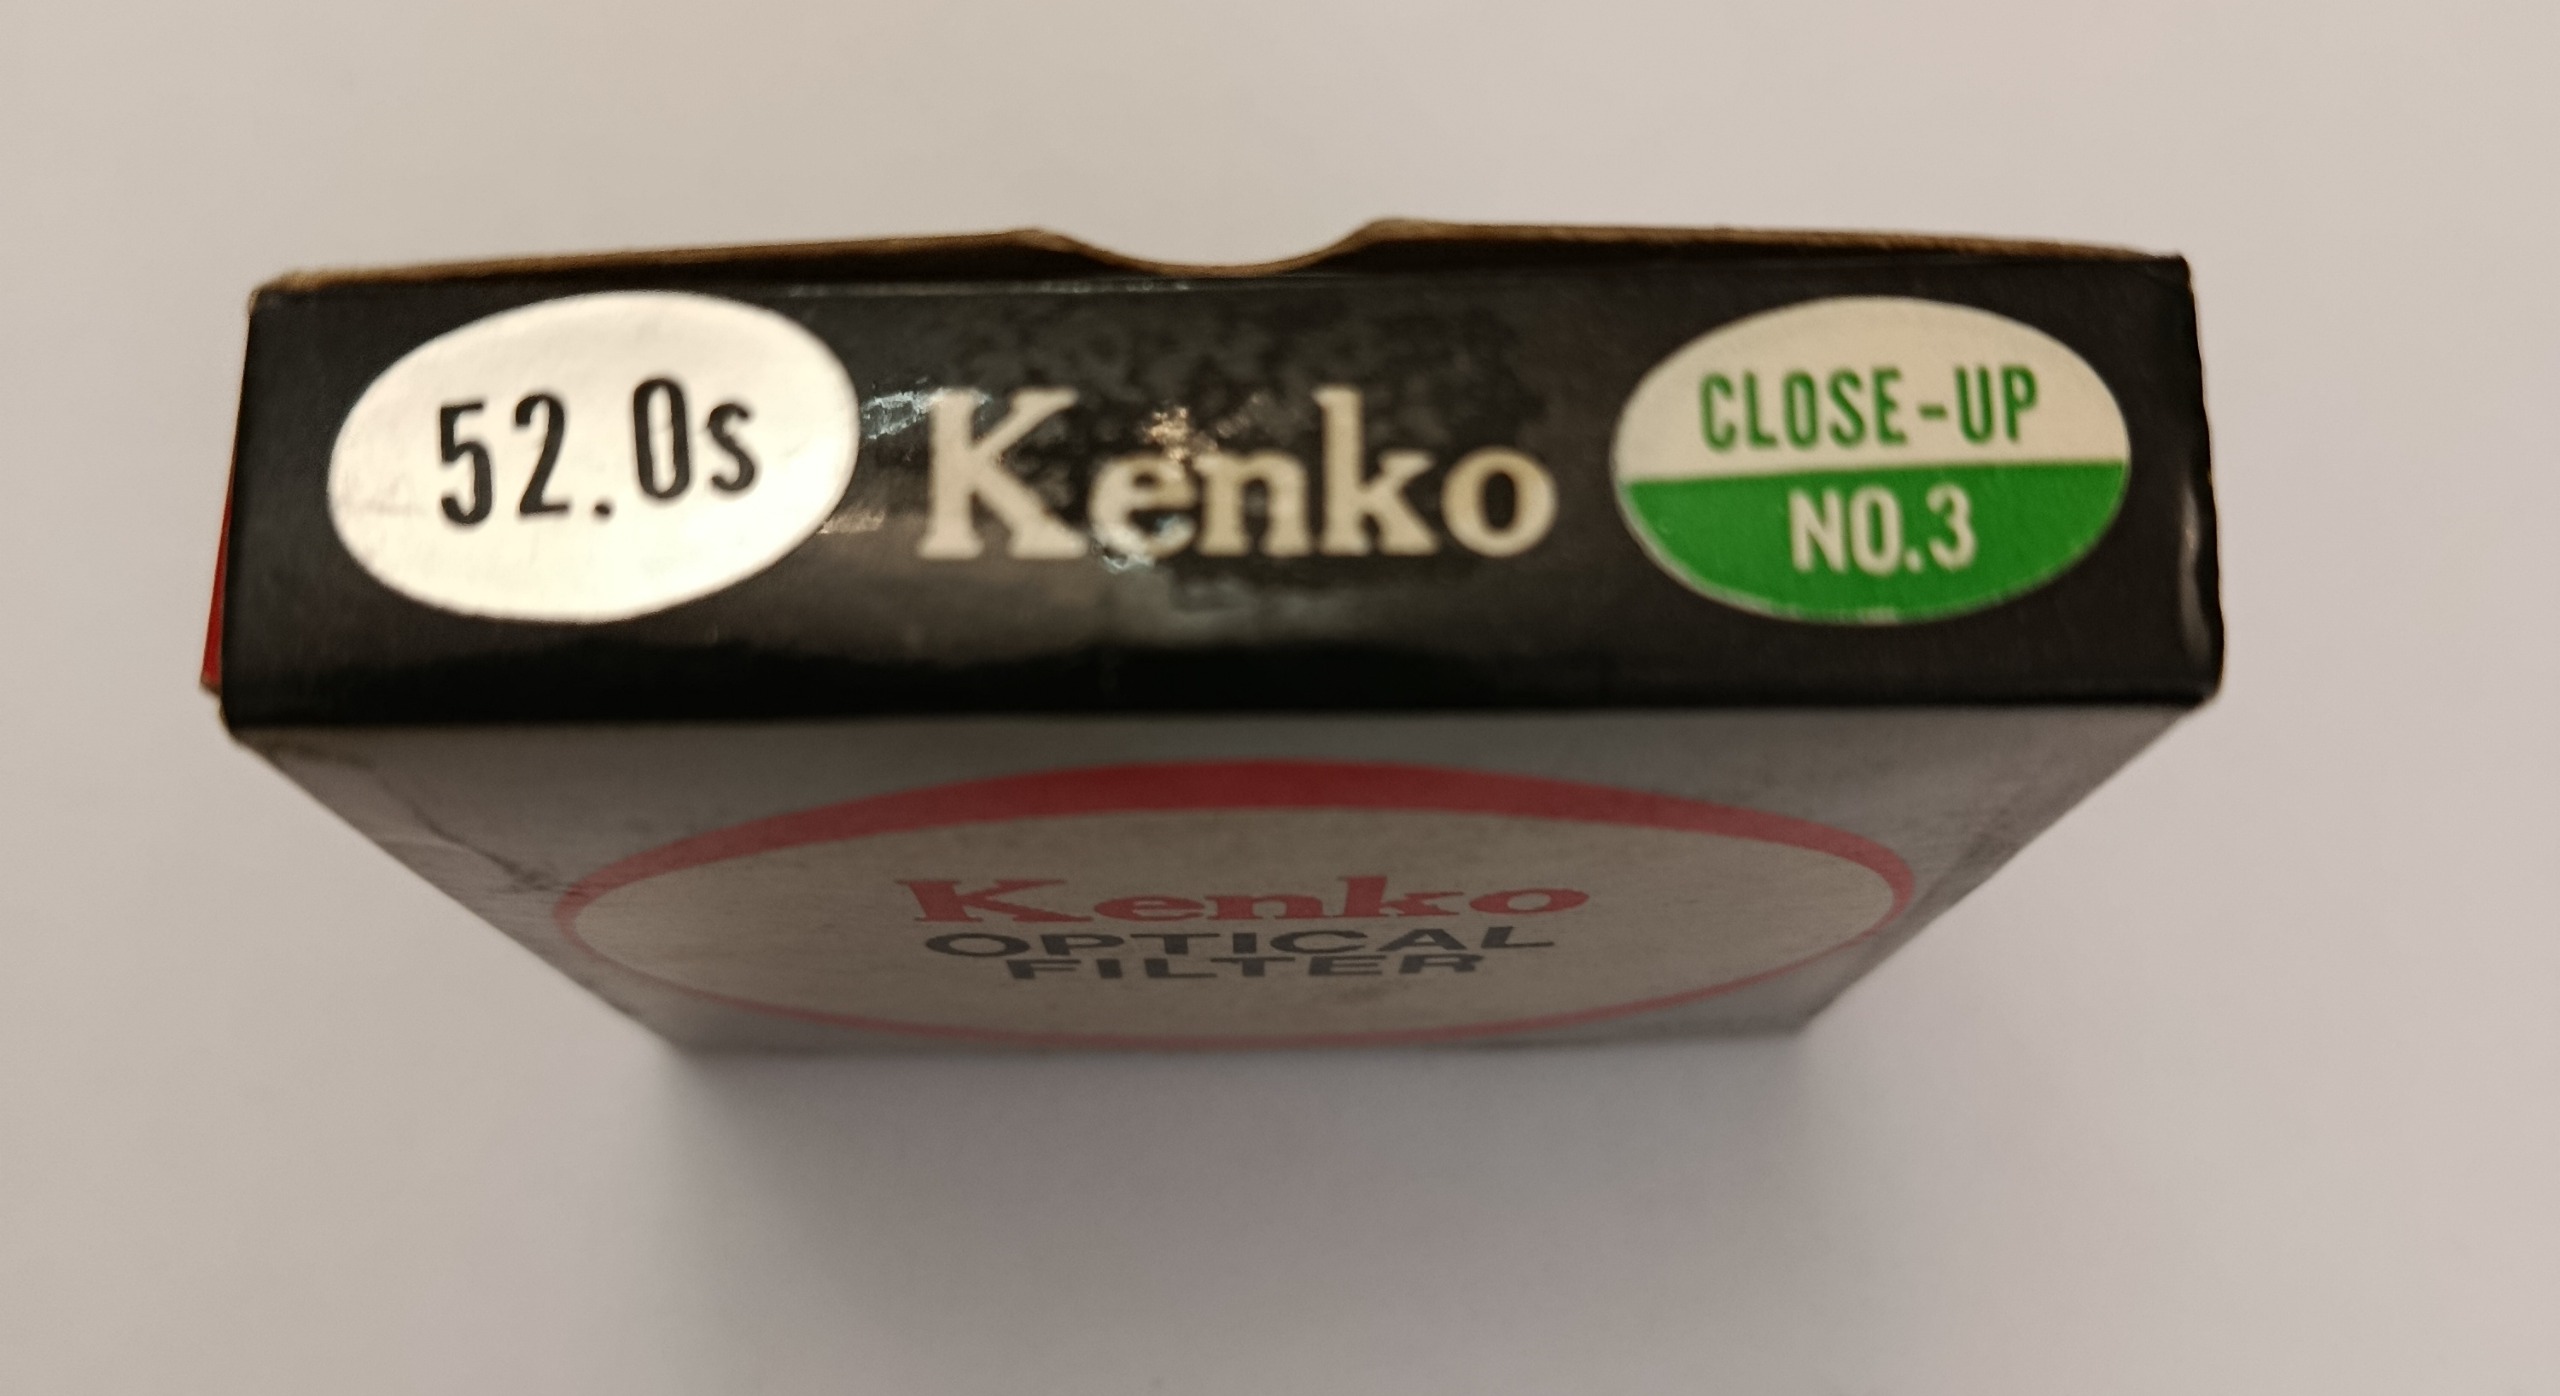 52.0s
Kenko
CLOSE-UP
NO.3
Kenko
OPTICAL
FILTER